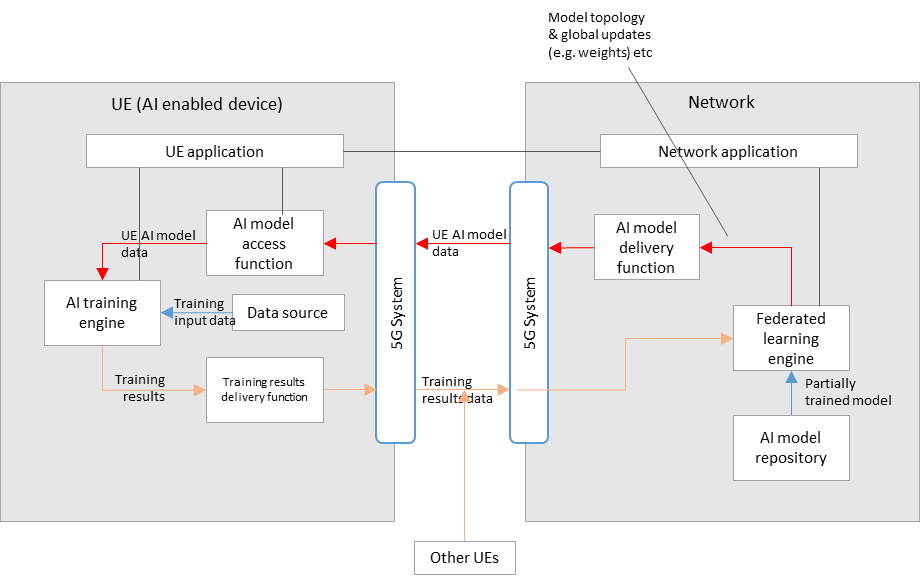 Model topology
& global updates
(e.g. weights) etc
UE (AI enabled device)
Network
UE application
Network application
AI model
access
function
UE AI model
data
UE AI model
data
AI model
delivery
function
AI training
engine
Training
input data
Data source
5G System
5G System
Federated
learning
engine
Training
results
Training results
delivery function
Training
results data
Partially
trained model
AI model
repository
Other UEs